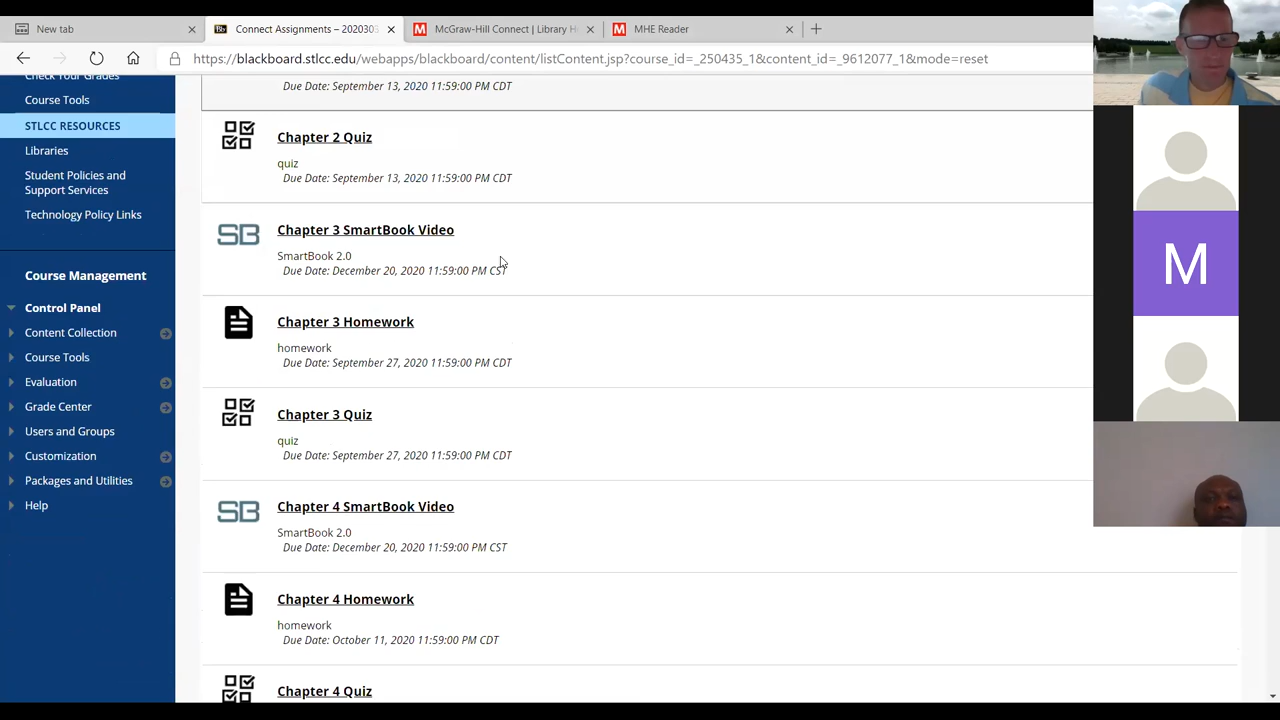 New tab
Connect Assignments – 2020303
McGraw-Hill Connect | Library H
MHE Reader
https://blackboard.stlcc.edu/webapps/blackboard/content/listContent.jsp?course_id=_250435_1&content_id=_9612077_1&mode=reset
Check Your Grades
Course Tools
STLCC RESOURCES
Libraries
Student Policies and
Support Services
Technology Policy Links
Course Management
Control Panel
Content Collection
Course Tools
Evaluation
Grade Center
Users and Groups
Customization
Packages and Utilities
Help
Due Date: September 13, 2020 11:59:00 PM CDT
Chapter 2 Quiz
quiz
Due Date: September 13, 2020 11:59:00 PM CDT
SB
Chapter 3 SmartBook Video
SmartBook 2.0
Due Date: December 20, 2020 11:59:00 PM CST
Chapter 3 Homework
homework
Due Date: September 27, 2020 11:59:00 PM CDT
Chapter 3 Quiz
quiz
Due Date: September 27, 2020 11:59:00 PM CDT
SB
Chapter 4 SmartBook Video
SmartBook 2.0
Due Date: December 20, 2020 11:59:00 PM CST
Chapter 4 Homework
homework
Due Date: October 11, 2020 11:59:00 PM CDT
Chapter 4 Quiz
M